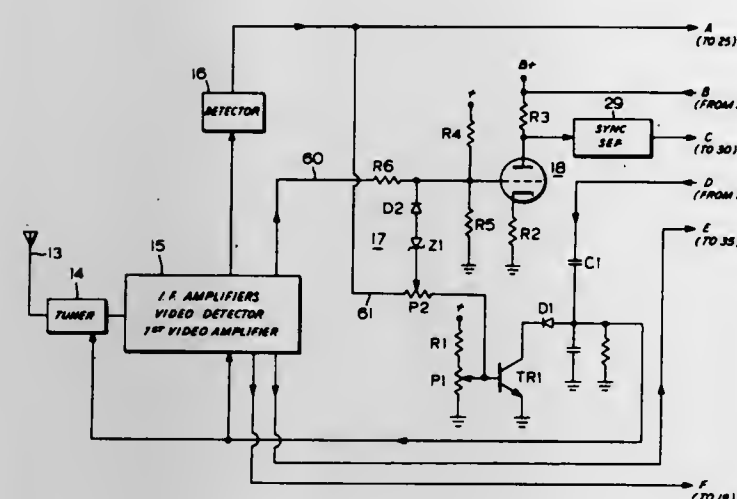 A
(TO 25)
16
DETECTOR
B+
B
(FROM
R3
29
SYNC
SEP
C
(TO 30)
+
R4
60
R6
18
D
(FROM
D2
R5
R2
E
(TO 35)
17
Z1
C1
13
14
TUNER
15
I.F. AMPLIFIERS
VIDEO DETECTOR
1ST VIDEO AMPLIFIER
61
P2
D1
+
R1
P1
TR1
F
(TO 19)